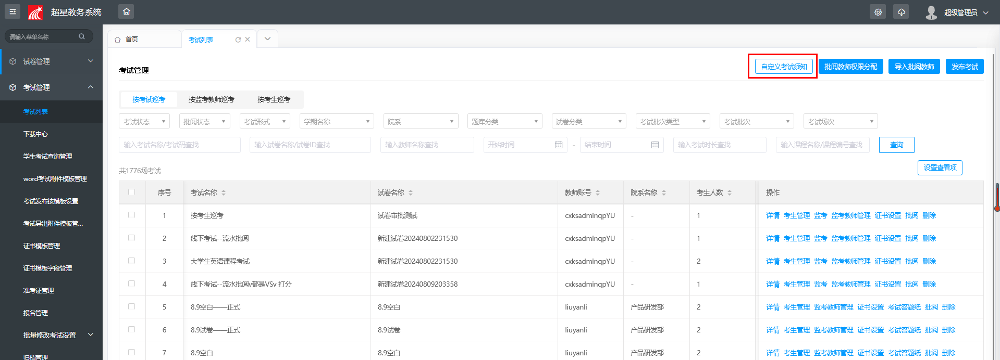 超星教务系统
超级管理员
请输入菜单名称
试卷管理
考试管理
考试列表
下载中心
学生考试查询管理
word考试附件模板管理
考试发布按模板设置
考试导出附件模板管...
证书模板管理
证书模板字段管理
准考证管理
报名管理
批量修改考试设置
归档管理
首页
考试列表
考试管理
自定义考试须知
批阅教师权限分配
导入批阅教师
发布考试
按考试巡考 按监考教师巡考 按考生巡考
考试状态 批阅状态 考试形式 学期名称 院系 题库分类 试卷分类 考试批次类型 考试批次 考试场次
输入考试名称/考试码查找 输入试卷名称/试卷ID查找 输入教师名称查找 开始时间 - 结束时间 输入考试时长查找 输入课程名称/课程编号查找 查询
共1776场考试
设置查看项
序号 考试名称 试卷名称 教师账号 院系名称 考生人数 操作
1 按考生巡考 试卷审批测试 cxksadminqpYU - 1 详情 考生管理 监考 监考教师管理 证书设置 批阅 删除
2 线下考试--流水批阅 新建试卷20240802231530 cxksadminqpYU - 1 详情 考生管理 监考 监考教师管理 证书设置 批阅 删除
3 大学生英语课程考试 新建试卷20240802231530 cxksadminqpYU - 2 详情 考生管理 监考 监考教师管理 证书设置 批阅 删除
4 线下考试--流水批阅v都是VSv 打分 新建试卷20240809203358 cxksadminqpYU - 1 详情 考生管理 监考 监考教师管理 证书设置 批阅 删除
5 8.9空白——正式 8.9空白 liuyanli 产品研发部 2 详情 考生管理 监考教师管理 证书设置 考试答题纸 批阅 删除
6 8.9试卷——正式 8.9试卷 liuyanli 产品研发部 2 详情 考生管理 监考教师管理 证书设置 考试答题纸 批阅 删除
7 8.9空白 8.9空白 liuyanli 产品研发部 2 详情 考生管理 监考教师管理 证书设置 考试答题纸 批阅 删除